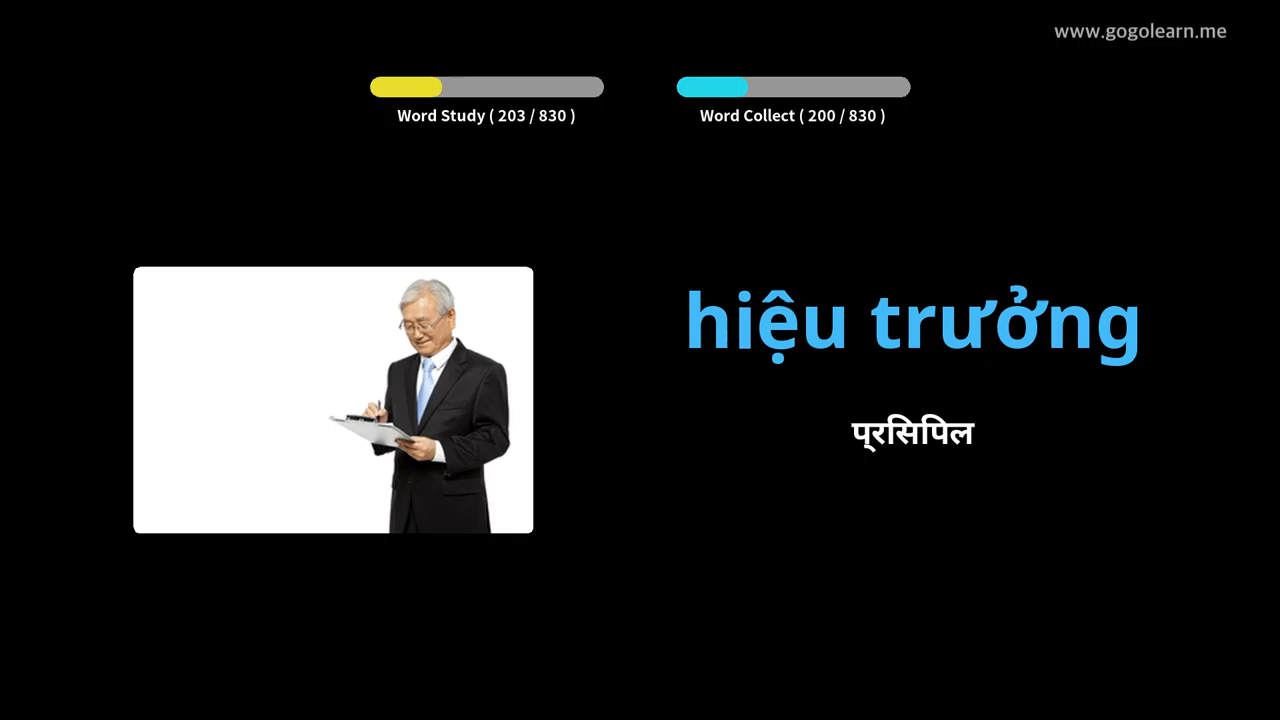 www.gogolearn.me
Word Study ( 203 / 830 )
Word Collect ( 200 / 830 )
hiệu trưởng
प्रसिपिल